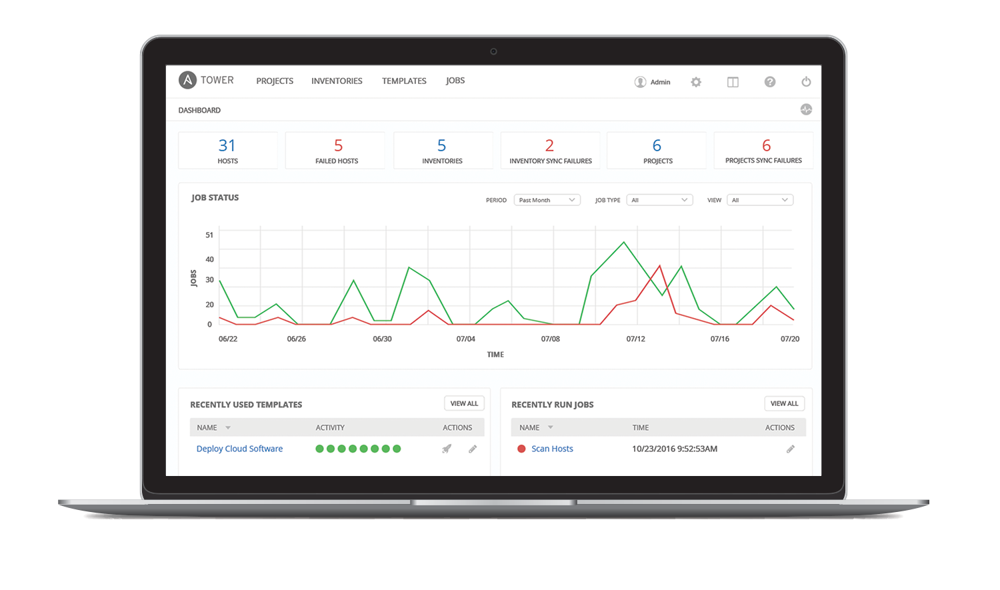 TOWER PROJECTS INVENTORIES TEMPLATES JOBS Admin
DASHBOARD
31 5 5 2 6 6
HOSTS FAILED HOSTS INVENTORIES INVENTORY SYNC FAILURES PROJECTS PROJECTS SYNC FAILURES
JOB STATUS
PERIOD Past Month JOB TYPE All VIEW All
51
40
30
20
0
JOBS
06/22 06/26 06/30 07/04 07/08 07/12 07/16 07/20
TIME
RECENTLY USED TEMPLATES VIEW ALL
NAME ACTIVITY ACTIONS
Deploy Cloud Software
RECENTLY RUN JOBS VIEW ALL
NAME TIME ACTIONS
Scan Hosts 10/23/2016 9:52:53AM